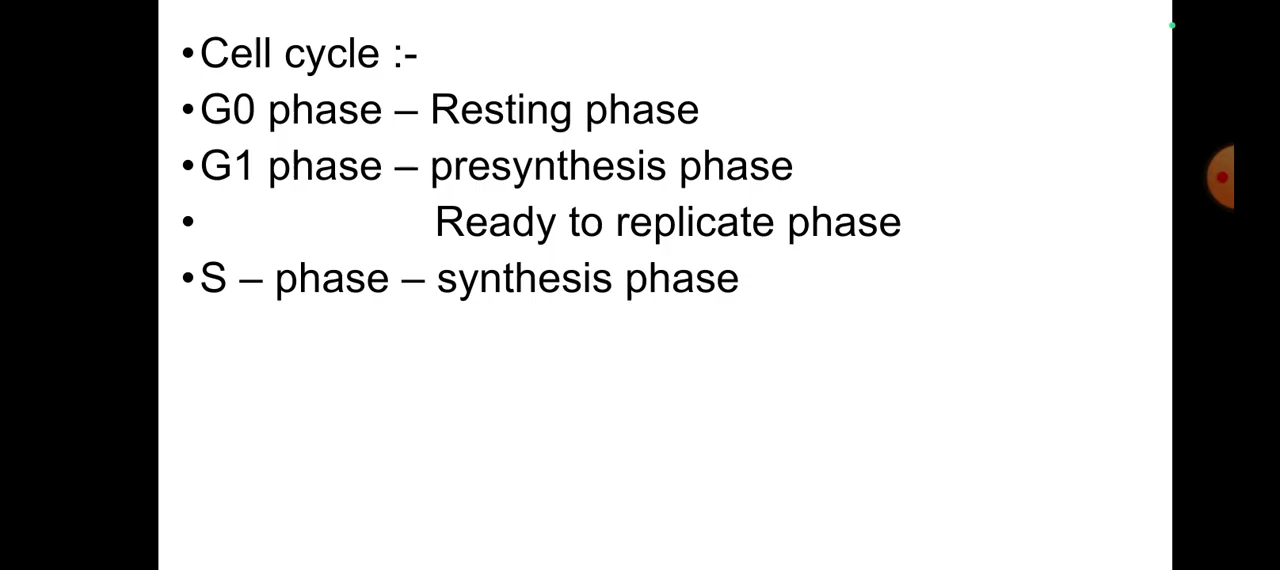 •Cell cycle :-
•G0 phase – Resting phase
•G1 phase – presynthesis phase
• Ready to replicate phase
•S – phase – synthesis phase